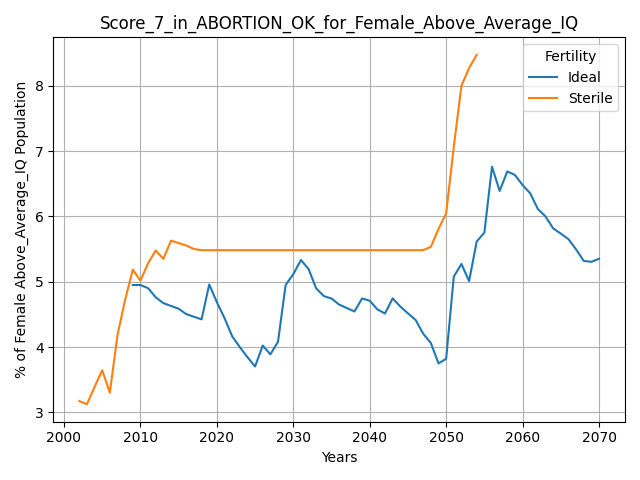 Score_7_in_ABORTION_OK_for_Female_Above_Average_IQ
Fertility
Ideal
Sterile
% of Female Above_Average_IQ Population
8
7
6
5
4
3
2000 2010 2020 2030 2040 2050 2060 2070
Years